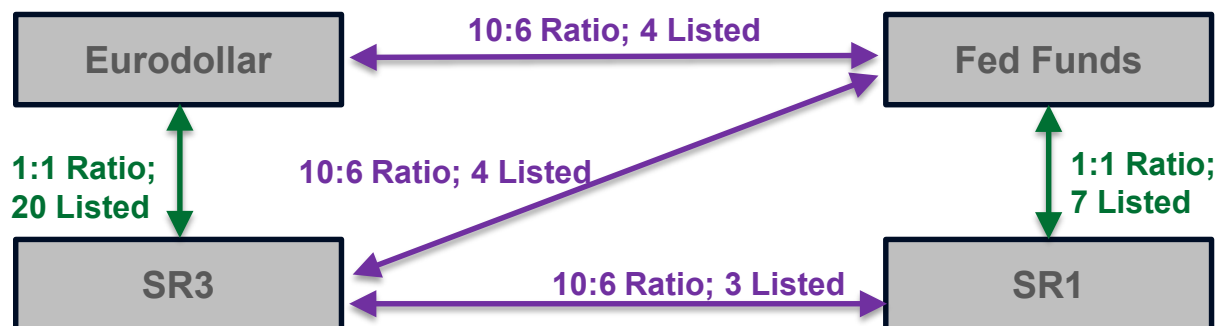 10:6 Ratio; 4 Listed
Eurodollar
Fed Funds
1:1 Ratio;
20 Listed
10:6 Ratio; 4 Listed
1:1 Ratio;
7 Listed
SR3
10:6 Ratio; 3 Listed
SR1